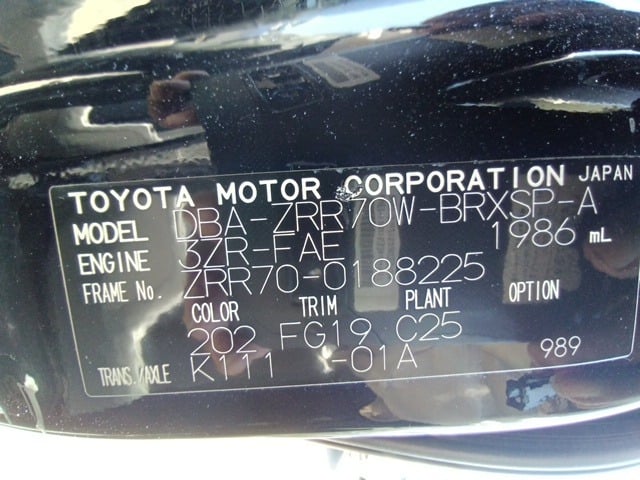 TOYOTA MOTOR CORPORATION JAPAN
MODEL DBA-ZRR70W-BRXSP-A
ENGINE 3ZR-FAE 1986 mL
FRAME No. ZRR70-0188225
COLOR TRIM PLANT OPTION
202 FG19 C25
TRANS./AXLE K111 -01A 989